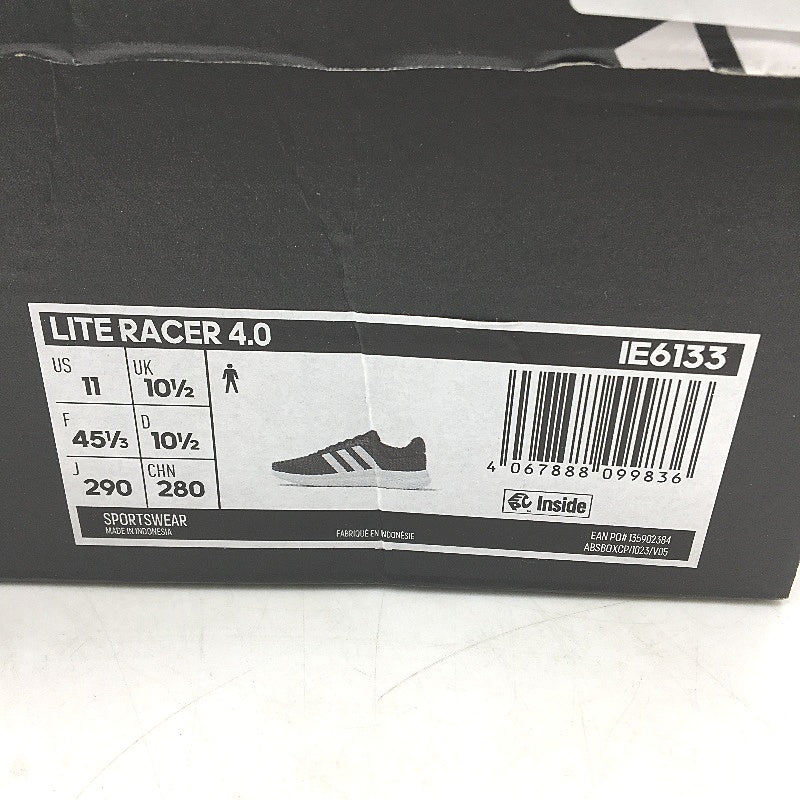 LITE RACER 4.0
IE6133
US 11
UK 10½
F 45⅓
D 10½
J 290
CHN 280
4 067888 099836
Inside
SPORTSWEAR
MADE IN INDONESIA
FABRIQUÉ EN INDONÉSIE
EAN PO# 135902384
ABSBOXCP/1023/V05